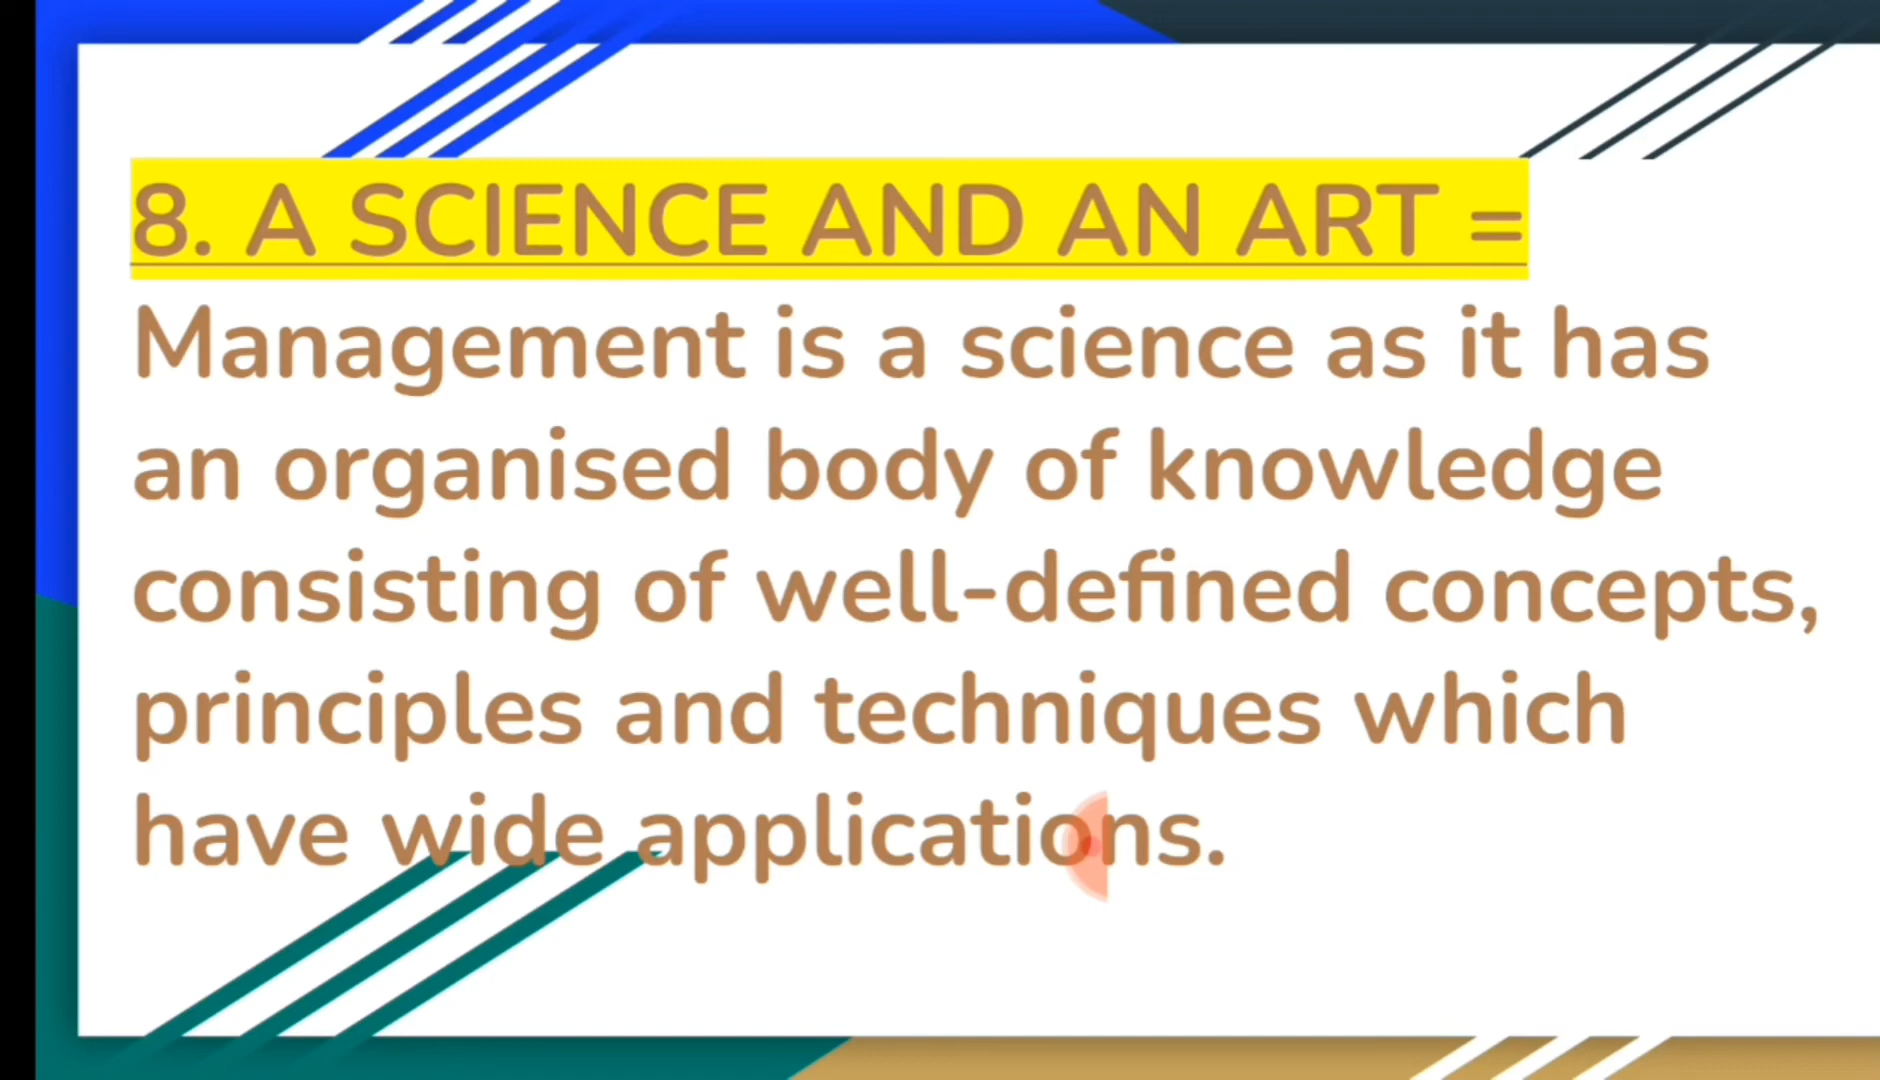 8. A SCIENCE AND AN ART =
Management is a science as it has
an organised body of knowledge
consisting of well-defined concepts,
principles and techniques which
have wide applications.